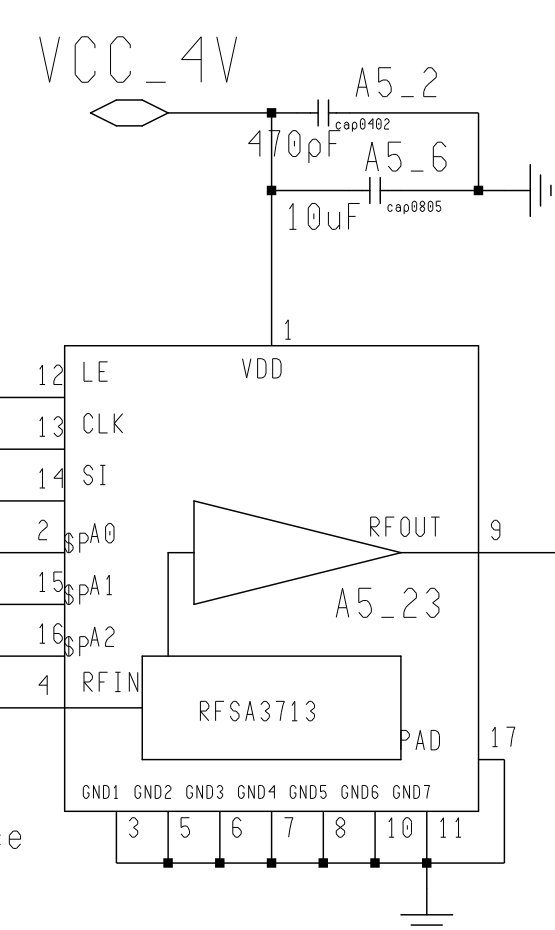 VCC_4V
A5_2
cap0402
470pF
A5_6
cap0805
10uF
1
VDD
12 LE
13 CLK
14 SI
2 $pA0
15 $pA1
16 $pA2
4 RFIN
RFOUT 9
A5_23
RFSA3713
PAD 17
GND1 GND2 GND3 GND4 GND5 GND6 GND7
3 5 6 7 8 10 11